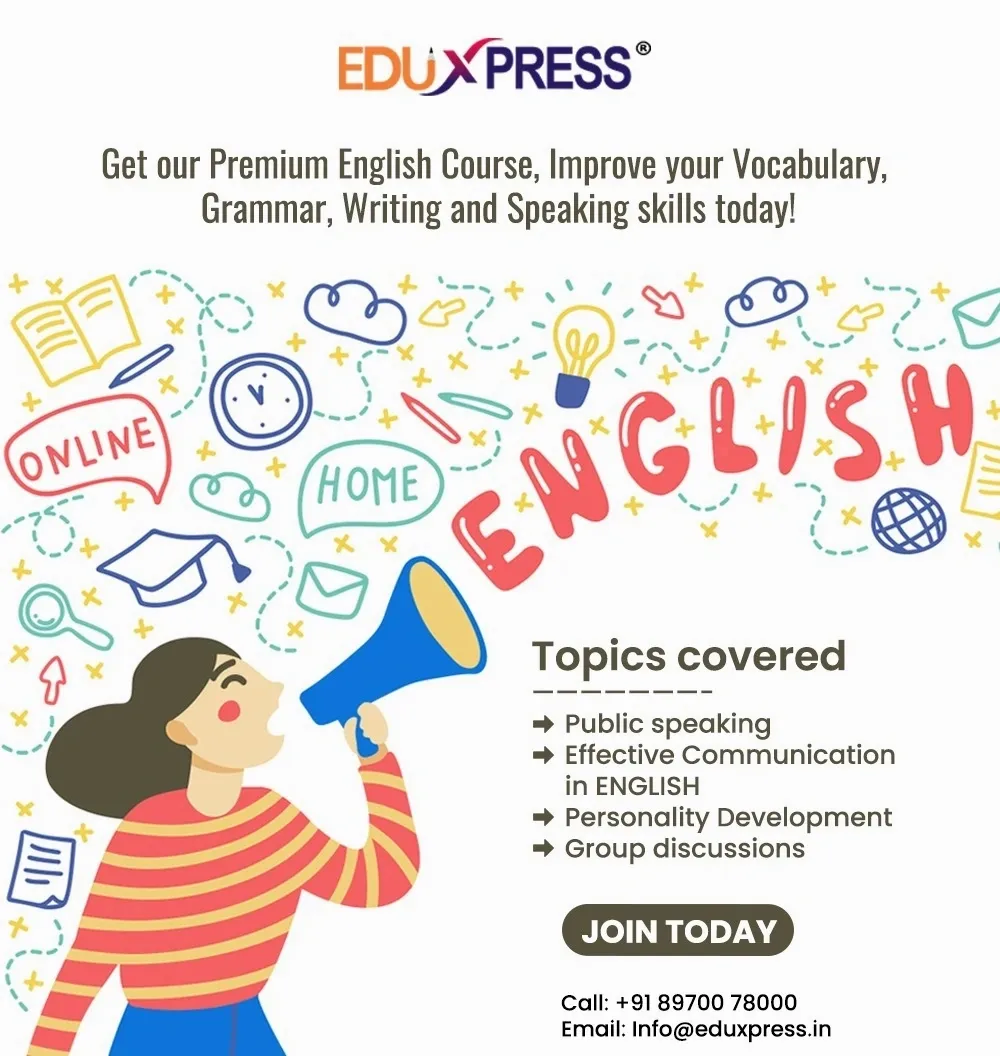 EDUXPRESS®
Get our Premium English Course, Improve your Vocabulary,
Grammar, Writing and Speaking skills today!
ONLINE
HOME
ENGLISH
Topics covered
———————-
➡ Public speaking
➡ Effective Communication
in ENGLISH
➡ Personality Development
➡ Group discussions
JOIN TODAY
Call: +91 89700 78000
Email: Info@eduxpress.in